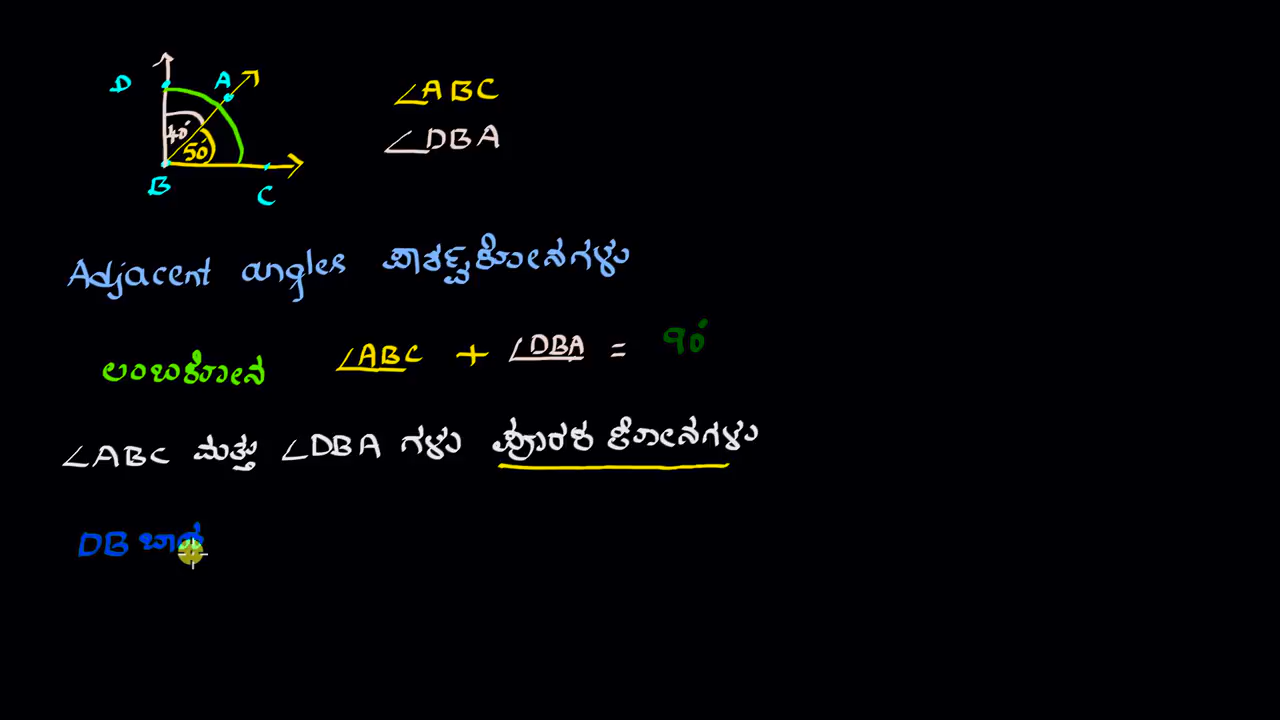 D A
40°
50°
B C
∠ABC
∠DBA
Adjacent angles ಪಾರ್ಶ್ವಕೋನಗಳು
ಲಂಬಕೋನ ∠ABC + ∠DBA = 90°
∠ABC ಮತ್ತು ∠DBA ಗಳು ಪೂರಕ ಕೋನಗಳು
DB